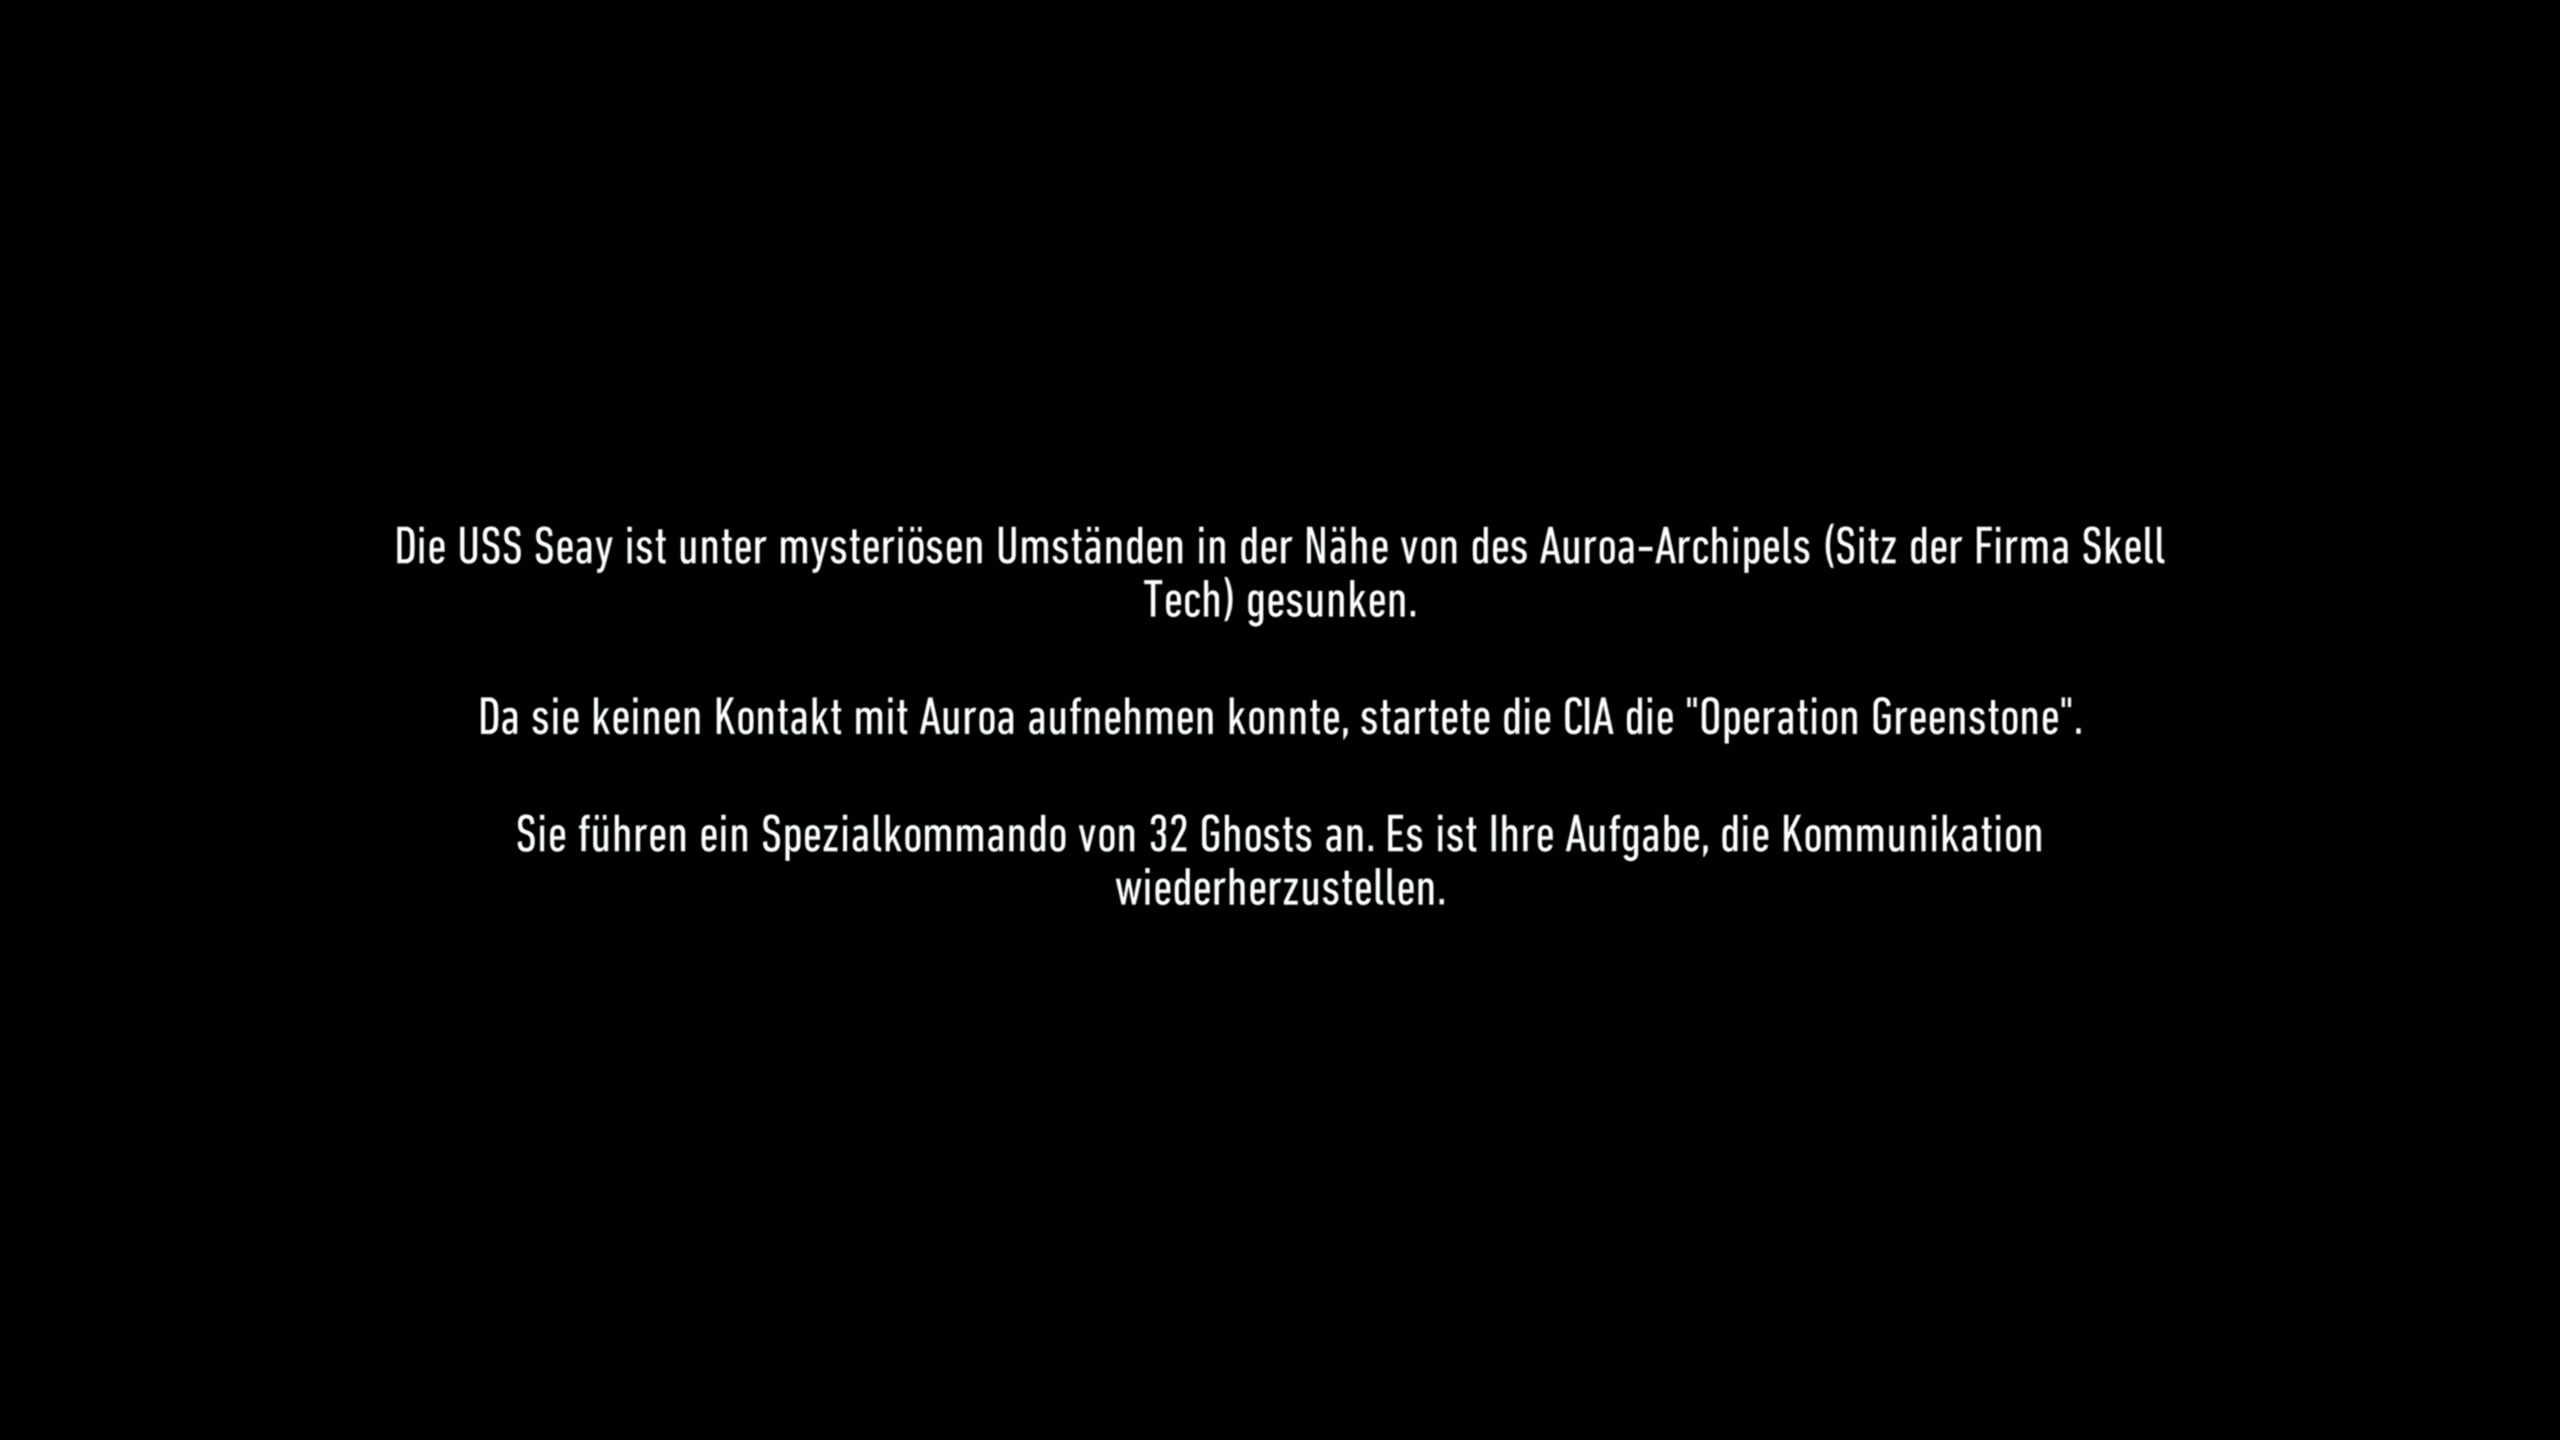 Die USS Seay ist unter mysteriösen Umständen in der Nähe von des Auroa-Archipels (Sitz der Firma Skell
Tech) gesunken.
Da sie keinen Kontakt mit Auroa aufnehmen konnte, startete die CIA die "Operation Greenstone".
Sie führen ein Spezialkommando von 32 Ghosts an. Es ist Ihre Aufgabe, die Kommunikation
wiederherzustellen.